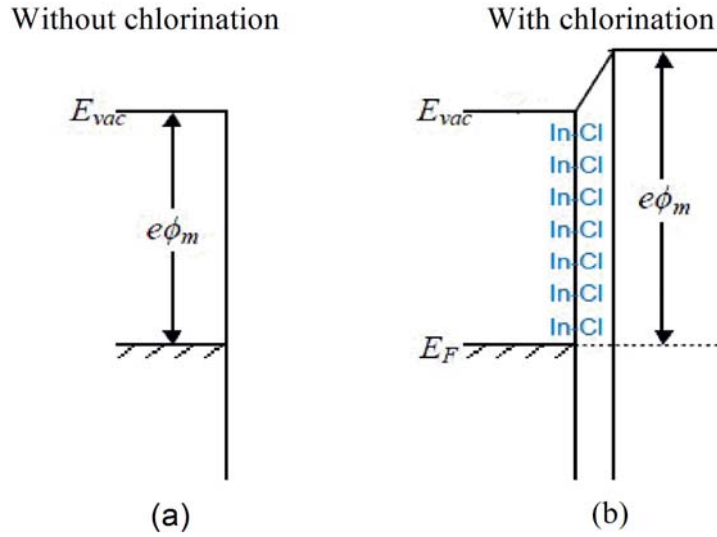 Without chlorination
E_vac
eϕ_m
(a)
With chlorination
E_vac
In-Cl
In-Cl
In-Cl
In-Cl
In-Cl
In-Cl
In-Cl
eϕ_m
E_F
(b)